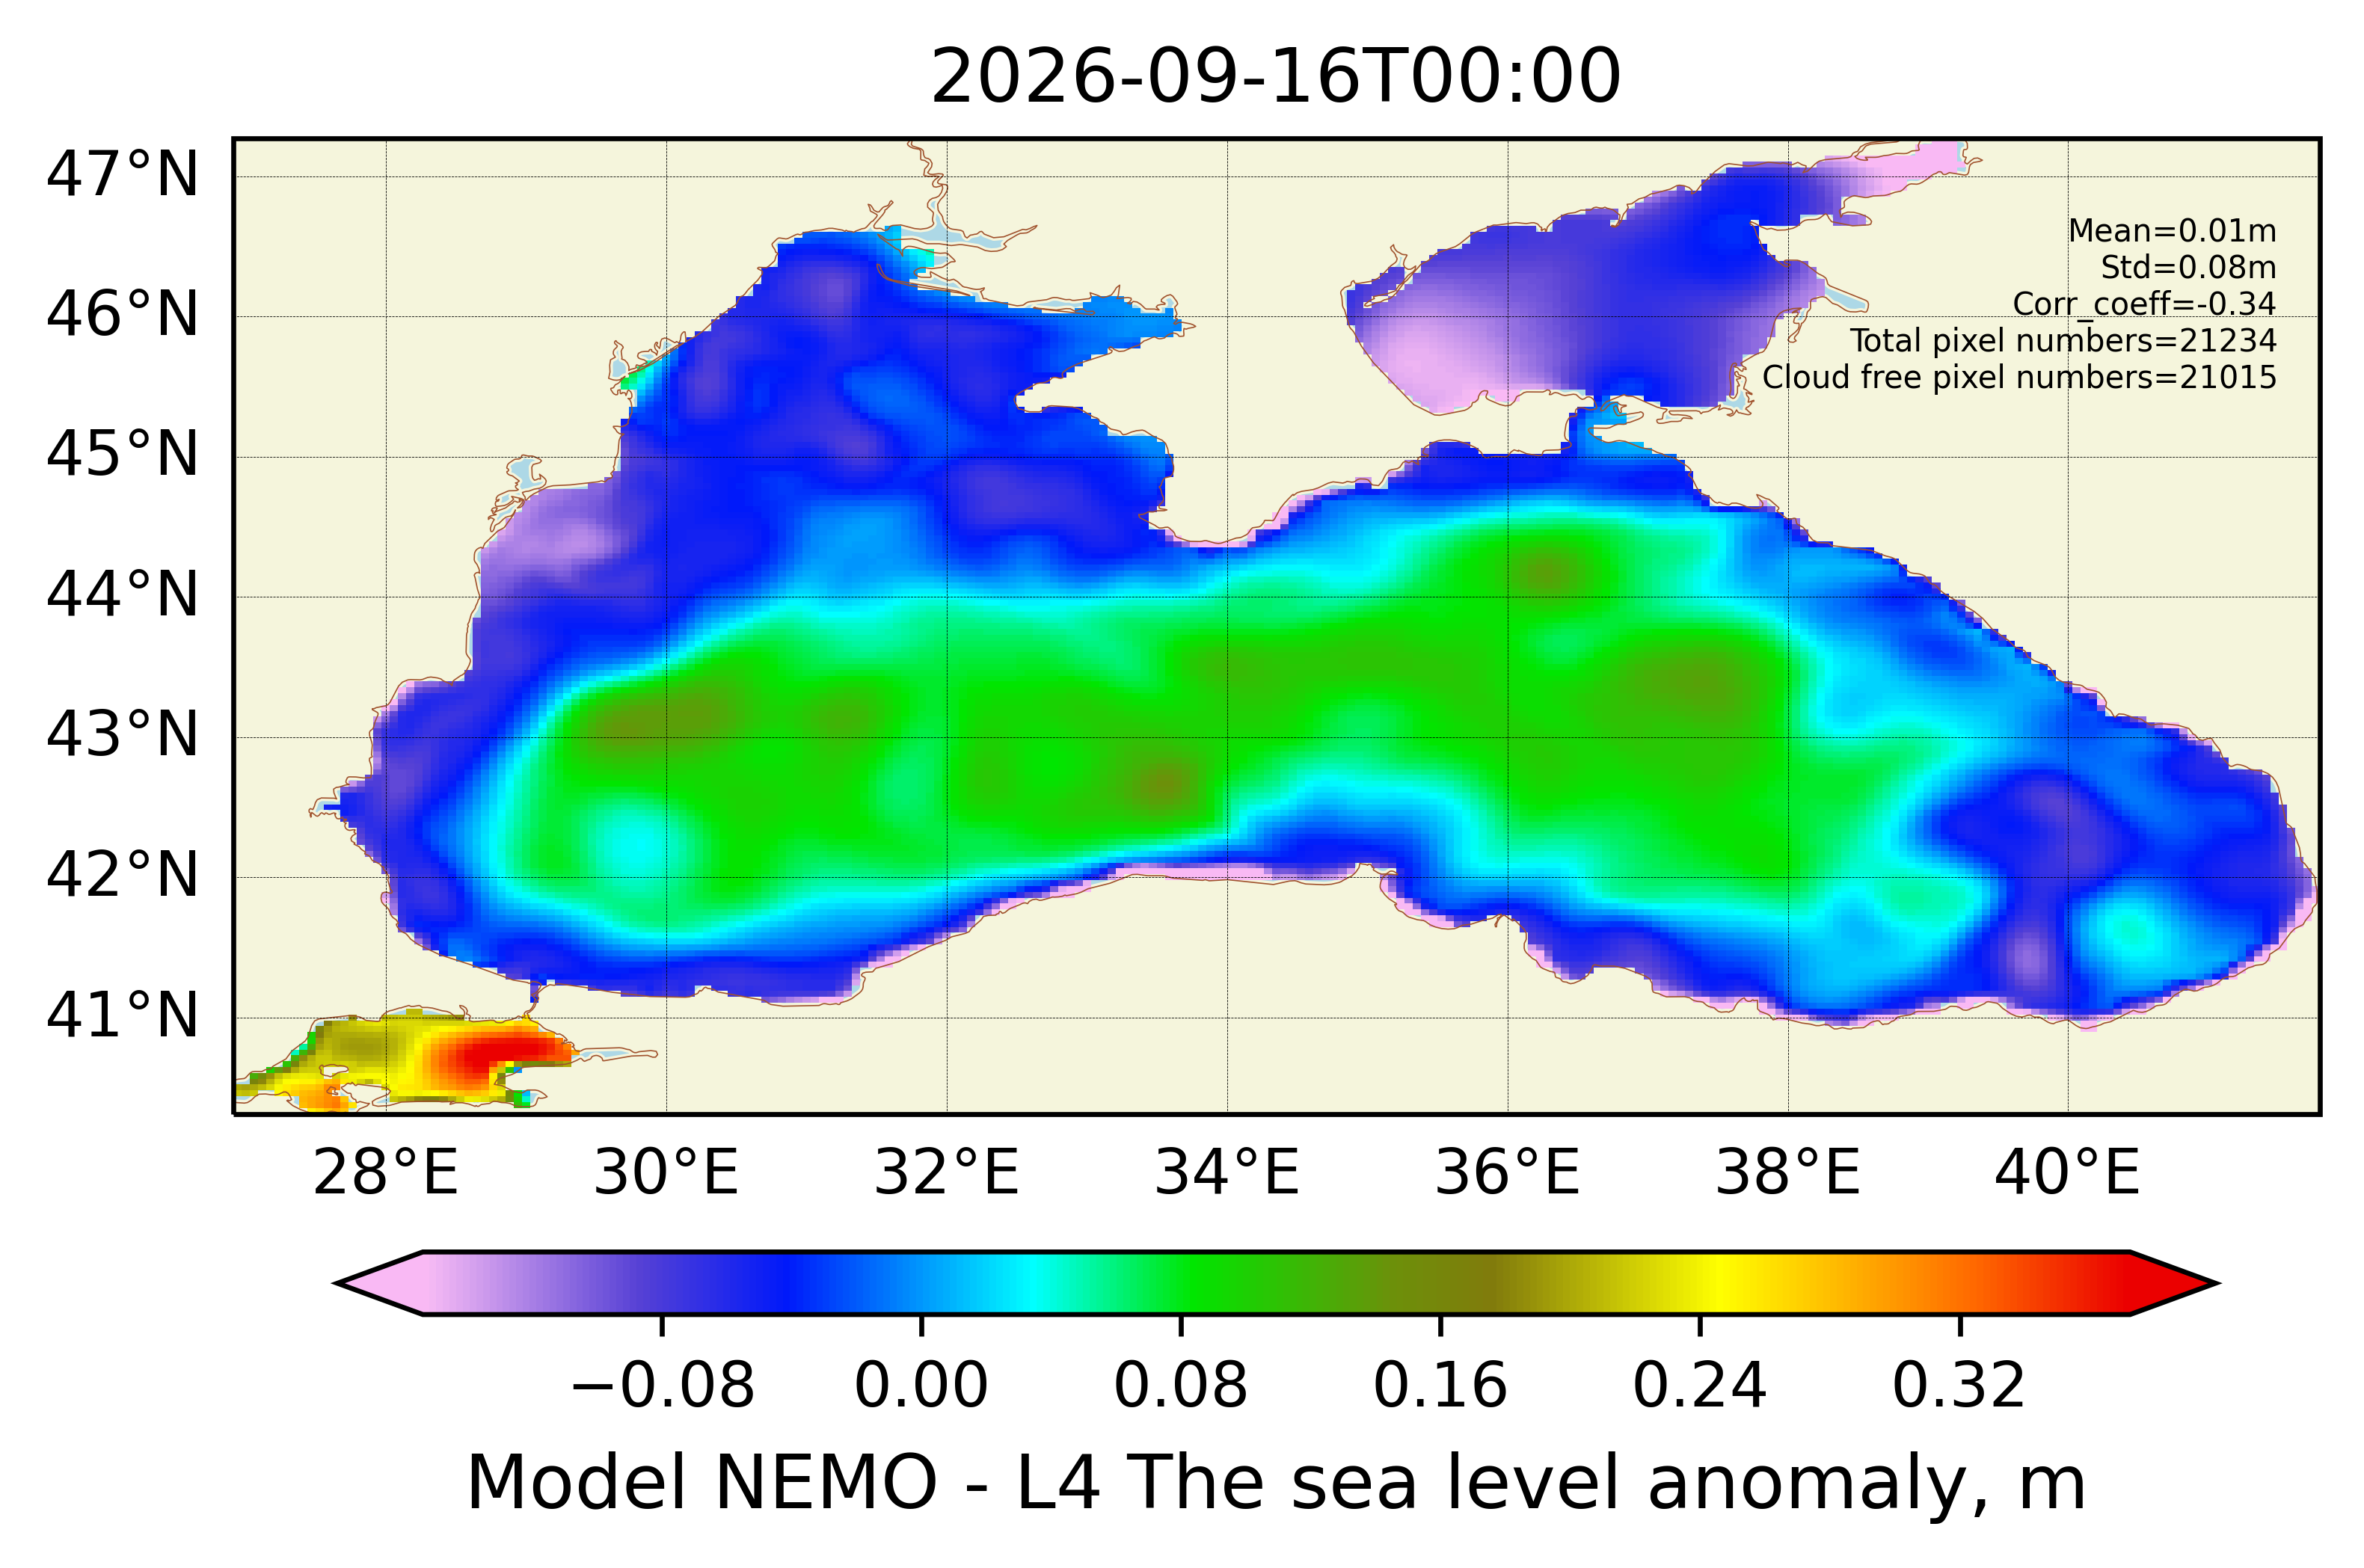 2026-09-16T00:00
47°N
46°N
45°N
44°N
43°N
42°N
41°N
Mean=0.01m
Std=0.08m
Corr_coeff=-0.34
Total pixel numbers=21234
Cloud free pixel numbers=21015
28°E 30°E 32°E 34°E 36°E 38°E 40°E
−0.08 0.00 0.08 0.16 0.24 0.32
Model NEMO - L4 The sea level anomaly, m